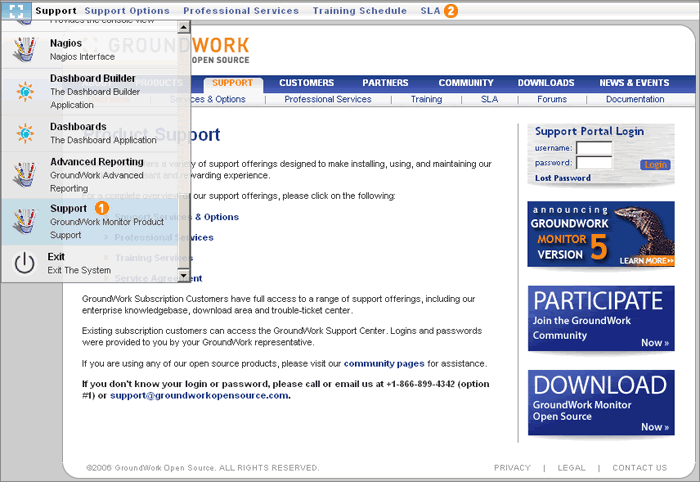 Support Support Options Professional Services Training Schedule SLA 2
Provides the console view
Nagios
Nagios Interface
Dashboard Builder
The Dashboard Builder
Application
Dashboards
The Dashboard Application
Advanced Reporting
GroundWork Advanced
Reporting
Support 1
GroundWork Monitor Product
Support
Exit
Exit The System
GROUNDWORK
OPEN SOURCE
SUPPORT CUSTOMERS PARTNERS COMMUNITY DOWNLOADS NEWS & EVENTS
& Options | Professional Services | Training | SLA | Forums | Documentation
Product Support
a variety of support offerings designed to make installing, using, and maintaining our
and rewarding experience.
support offerings, please click on the following:
Support Services & Options
Professional Services
Training Services
Service Agreement
GroundWork Subscription Customers have full access to a range of support offerings, including our
enterprise knowledgebase, download area and trouble-ticket center.
Existing subscription customers can access the GroundWork Support Center. Logins and passwords
were provided to you by your GroundWork representative.
If you are using any of our open source products, please visit our community pages for assistance.
If you don't know your login or password, please call or email us at +1-866-899-4342 (option
#1) or support@groundworkopensource.com.
Support Portal Login
username:
password: Login
Lost Password
announcing
GROUNDWORK
MONITOR
VERSION 5
LEARN MORE>>
PARTICIPATE
Join the GroundWork
Community
Now »
DOWNLOAD
GroundWork Monitor
Open Source
Now »
©2006 GroundWork Open Source. ALL RIGHTS RESERVED. PRIVACY | LEGAL | CONTACT US